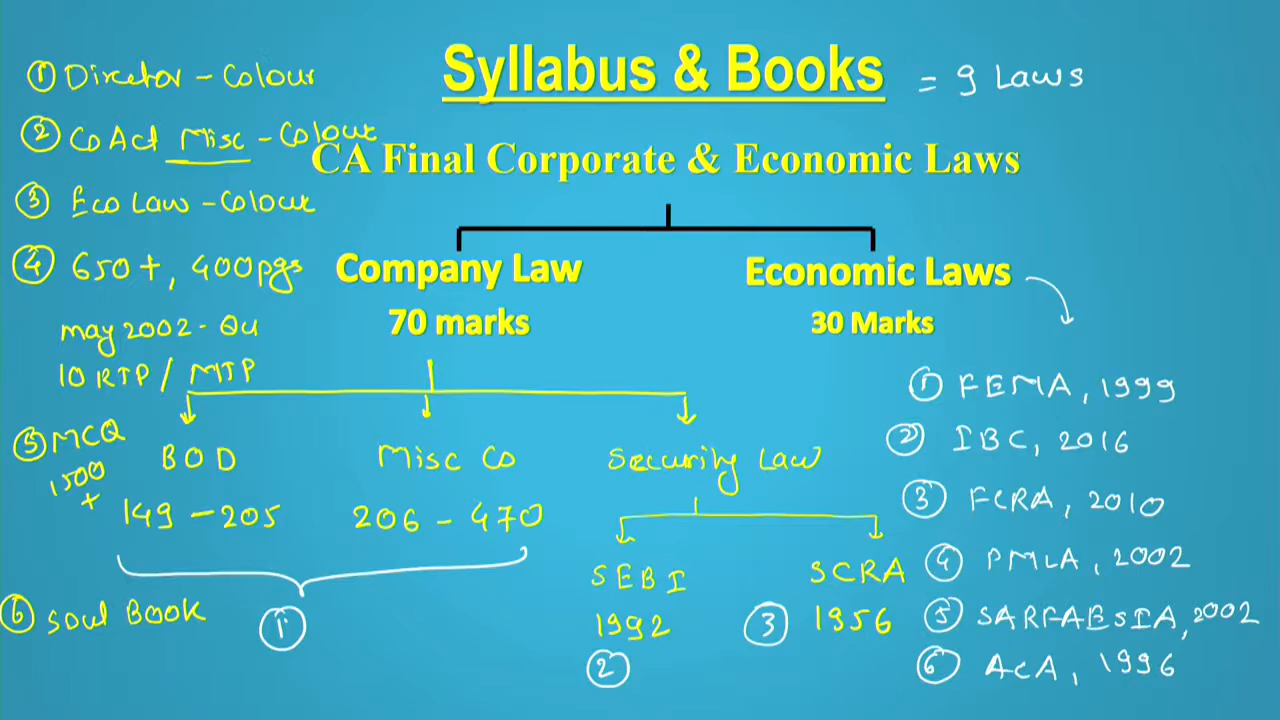 Syllabus & Books = 9 Laws
CA Final Corporate & Economic Laws
① Director - Colour
② Co Act Misc - Colour
③ Eco Law - Colour
④ 650+, 400pgs
may 2002 - Qu
10 RTP / MTP
⑤ MCQ
1500
+
⑥ Soul BOOK
Company Law
70 marks
BOD
149 - 205
Misc Co
206 - 470
①
Security Law
SEBI
1992
②
SCRA
1956
③
Economic Laws
30 Marks
① FEMA, 1999
② IBC, 2016
③ FCRA, 2010
④ PMLA, 2002
⑤ SARFAESIA, 2002
⑥ ACA, 1996